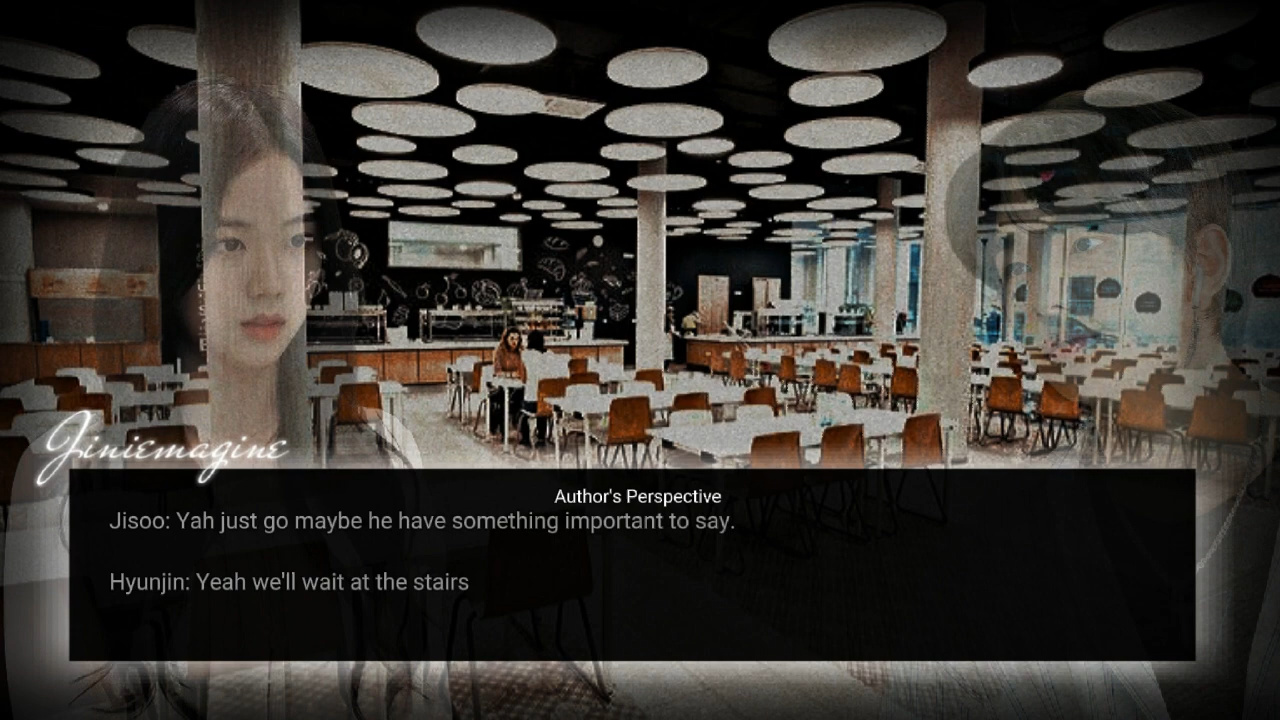 Jiniemagine
Author's Perspective
Jisoo: Yah just go maybe he have something important to say.
Hyunjin: Yeah we'll wait at the stairs